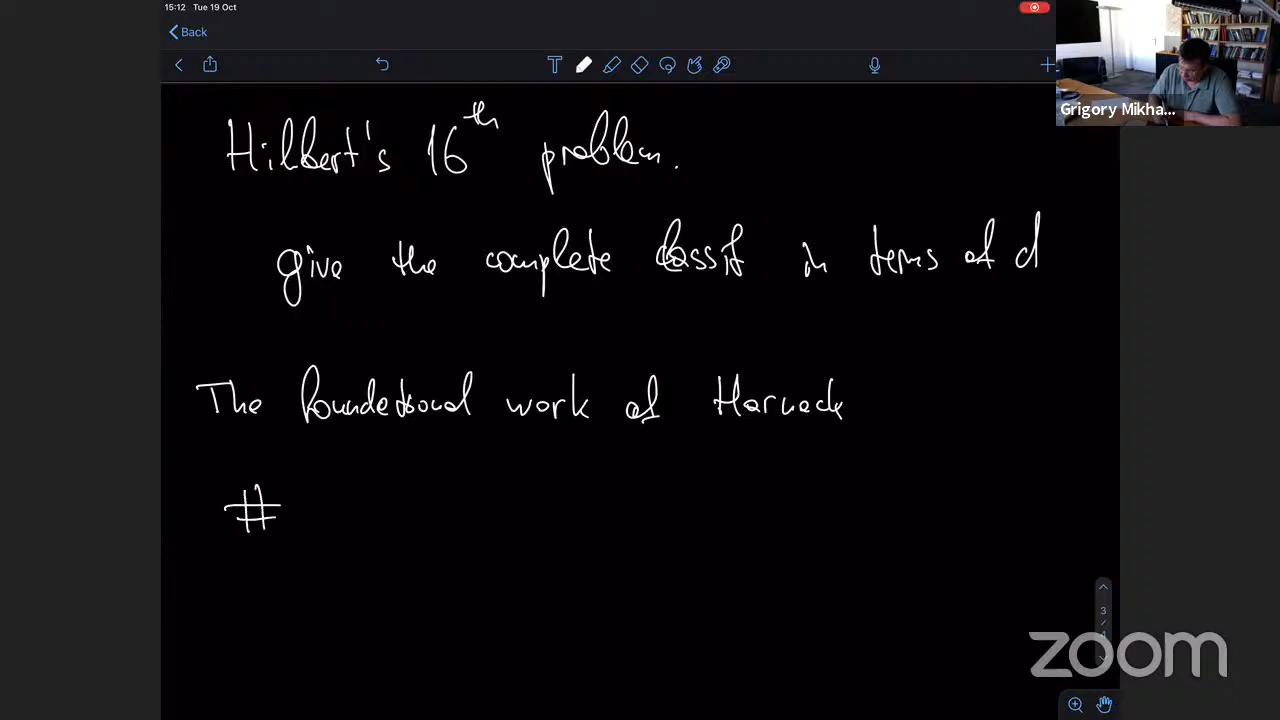 15:12 Tue 19 Oct
Back
Grigory Mikha...
Hilbert's 16th problem.
give the complete classif in terms of d
The foundational work of Harnack
#
3
zoom